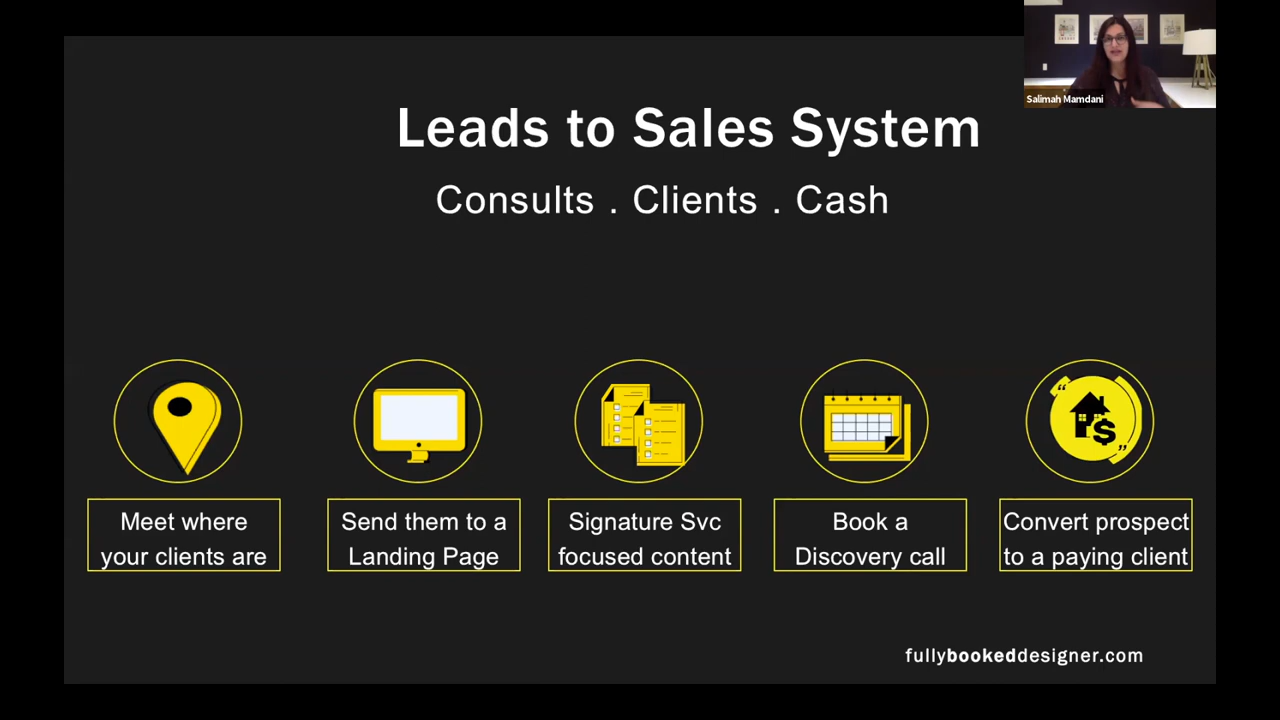 Salimah Mamdani
Leads to Sales System
Consults . Clients . Cash
“
$
”
Meet where
your clients are
Send them to a
Landing Page
Signature Svc
focused content
Book a
Discovery call
Convert prospect
to a paying client
fullybookeddesigner.com